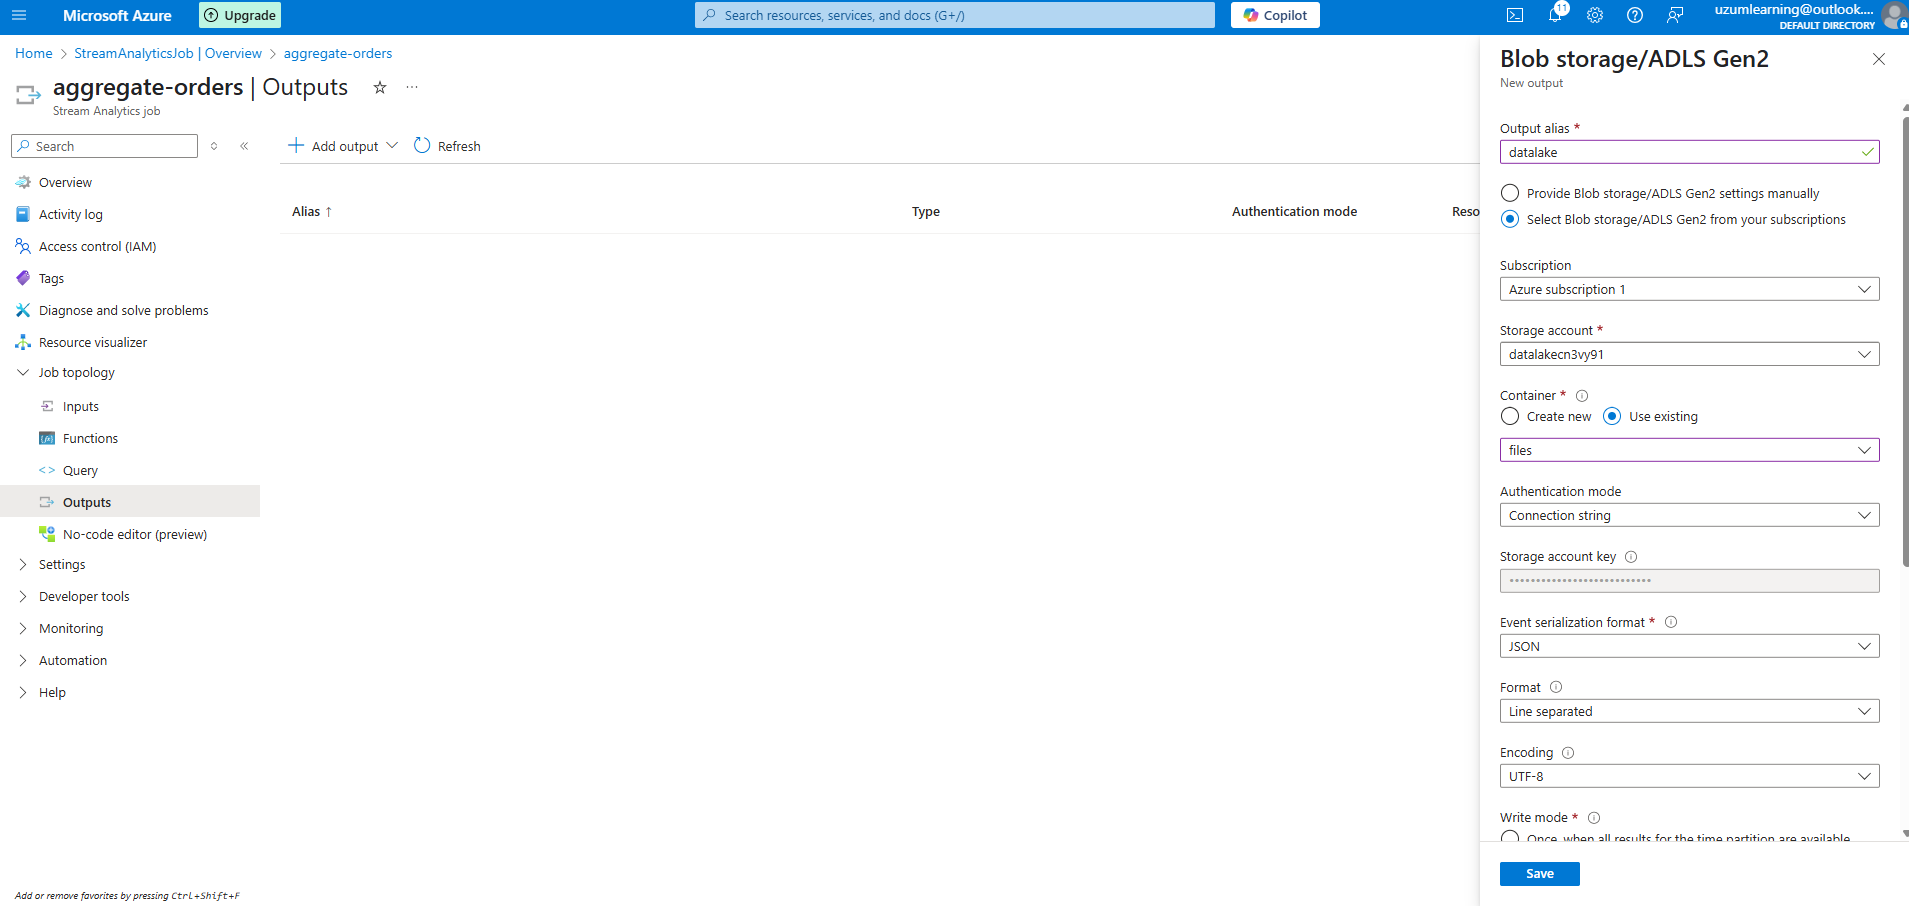 Microsoft Azure
Upgrade
Search resources, services, and docs (G+/)
Copilot
11
uzumlearning@outlook....
DEFAULT DIRECTORY
Home > StreamAnalyticsJob | Overview > aggregate-orders
aggregate-orders | Outputs
Stream Analytics job
Search
Overview
Activity log
Access control (IAM)
Tags
Diagnose and solve problems
Resource visualizer
Job topology
Inputs
Functions
Query
Outputs
No-code editor (preview)
Settings
Developer tools
Monitoring
Automation
Help
Add or remove favorites by pressing Ctrl+Shift+F
Add output
Refresh
Alias ↑ Type Authentication mode Reso
Blob storage/ADLS Gen2
New output
Output alias *
datalake
Provide Blob storage/ADLS Gen2 settings manually
Select Blob storage/ADLS Gen2 from your subscriptions
Subscription
Azure subscription 1
Storage account *
datalakecn3vy91
Container *
Create new Use existing
files
Authentication mode
Connection string
Storage account key
•••••••••••••••••••••••••••
Event serialization format *
JSON
Format
Line separated
Encoding
UTF-8
Write mode *
Once, when all results for the time partition are available
Save